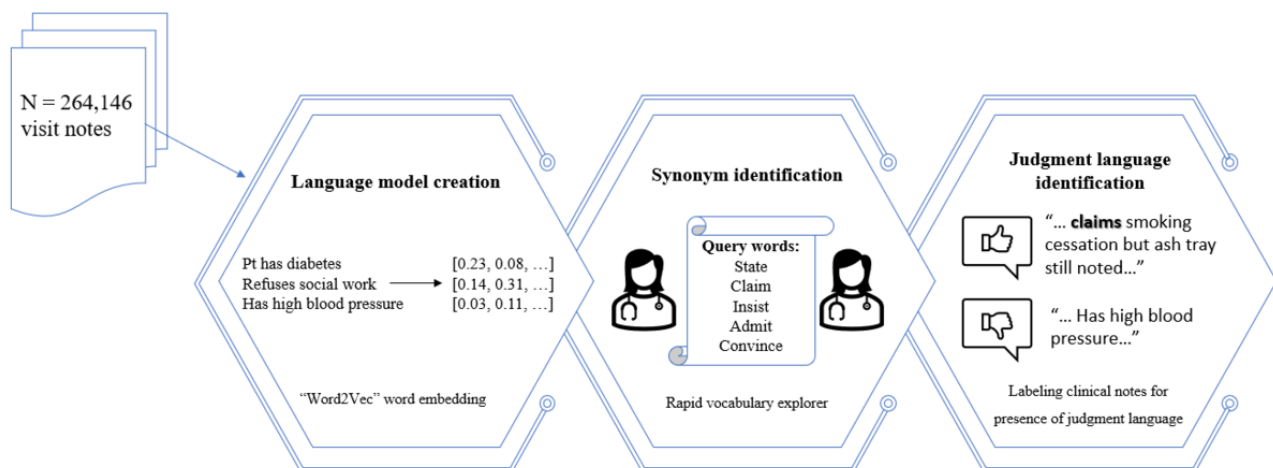 N = 264,146
visit notes
Language model creation
Pt has diabetes [0.23, 0.08, …]
Refuses social work [0.14, 0.31, …]
Has high blood pressure [0.03, 0.11, …]
“Word2Vec” word embedding
Synonym identification
Query words:
State
Claim
Insist
Admit
Convince
Rapid vocabulary explorer
Judgment language
identification
“... claims smoking
cessation but ash tray
still noted...”
“... Has high blood
pressure...”
Labeling clinical notes for
presence of judgment language